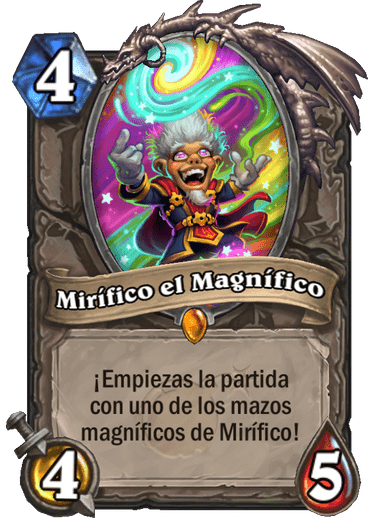 4
Mirífico el Magnífico
¡Empiezas la partida
con uno de los mazos
magníficos de Mirífico!
4
5